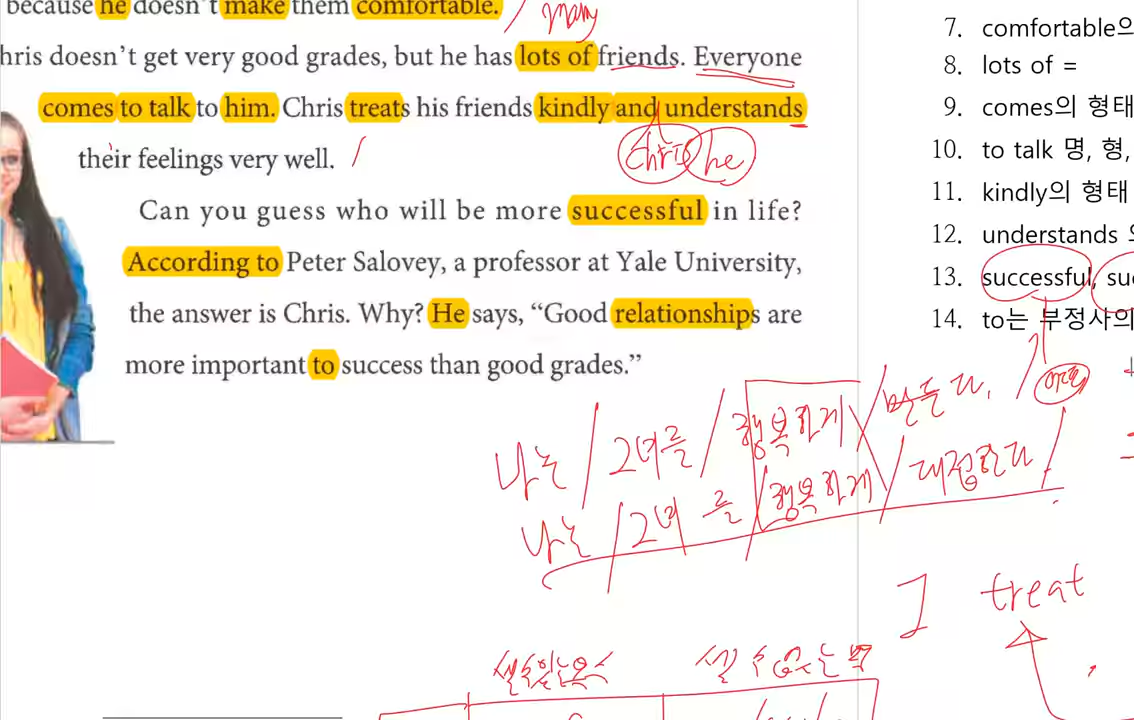 because he doesn't make them comfortable.
many
hris doesn't get very good grades, but he has lots of friends. Everyone
comes to talk to him. Chris treats his friends kindly and understands
their feelings very well.
Chris he
Can you guess who will be more successful in life?
According to Peter Salovey, a professor at Yale University,
the answer is Chris. Why? He says, “Good relationships are
more important to success than good grades.”
7. comfortable의
8. lots of =
9. comes의 형태
10. to talk 명, 형,
11. kindly의 형태
12. understands
13. successful, suc
14. to는 부정사의
나는 / 그녀를 / 행복하게 / 만든다.
나는 / 그녀를 / 행복하게 / 대접한다
I treat
셀 수 있는 명사